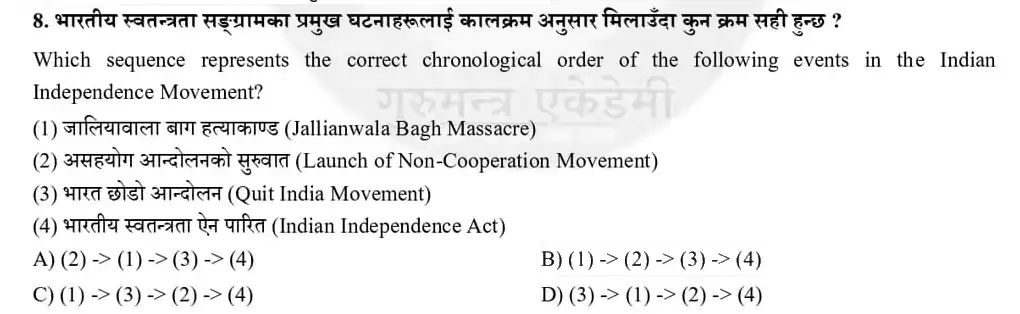 8. भारतीय स्वतन्त्रता सङ्ग्रामका प्रमुख घटनाहरूलाई कालक्रम अनुसार मिलाउँदा कुन क्रम सही हुन्छ ?
Which sequence represents the correct chronological order of the following events in the Indian
Independence Movement?
गुरुमन्त्र एकेडेमी
(1) जालियावाला बाग हत्याकाण्ड (Jallianwala Bagh Massacre)
(2) असहयोग आन्दोलनको सुरुवात (Launch of Non-Cooperation Movement)
(3) भारत छोडो आन्दोलन (Quit India Movement)
(4) भारतीय स्वतन्त्रता ऐन पारित (Indian Independence Act)
A) (2) -> (1) -> (3) -> (4) B) (1) -> (2) -> (3) -> (4)
C) (1) -> (3) -> (2) -> (4) D) (3) -> (1) -> (2) -> (4)